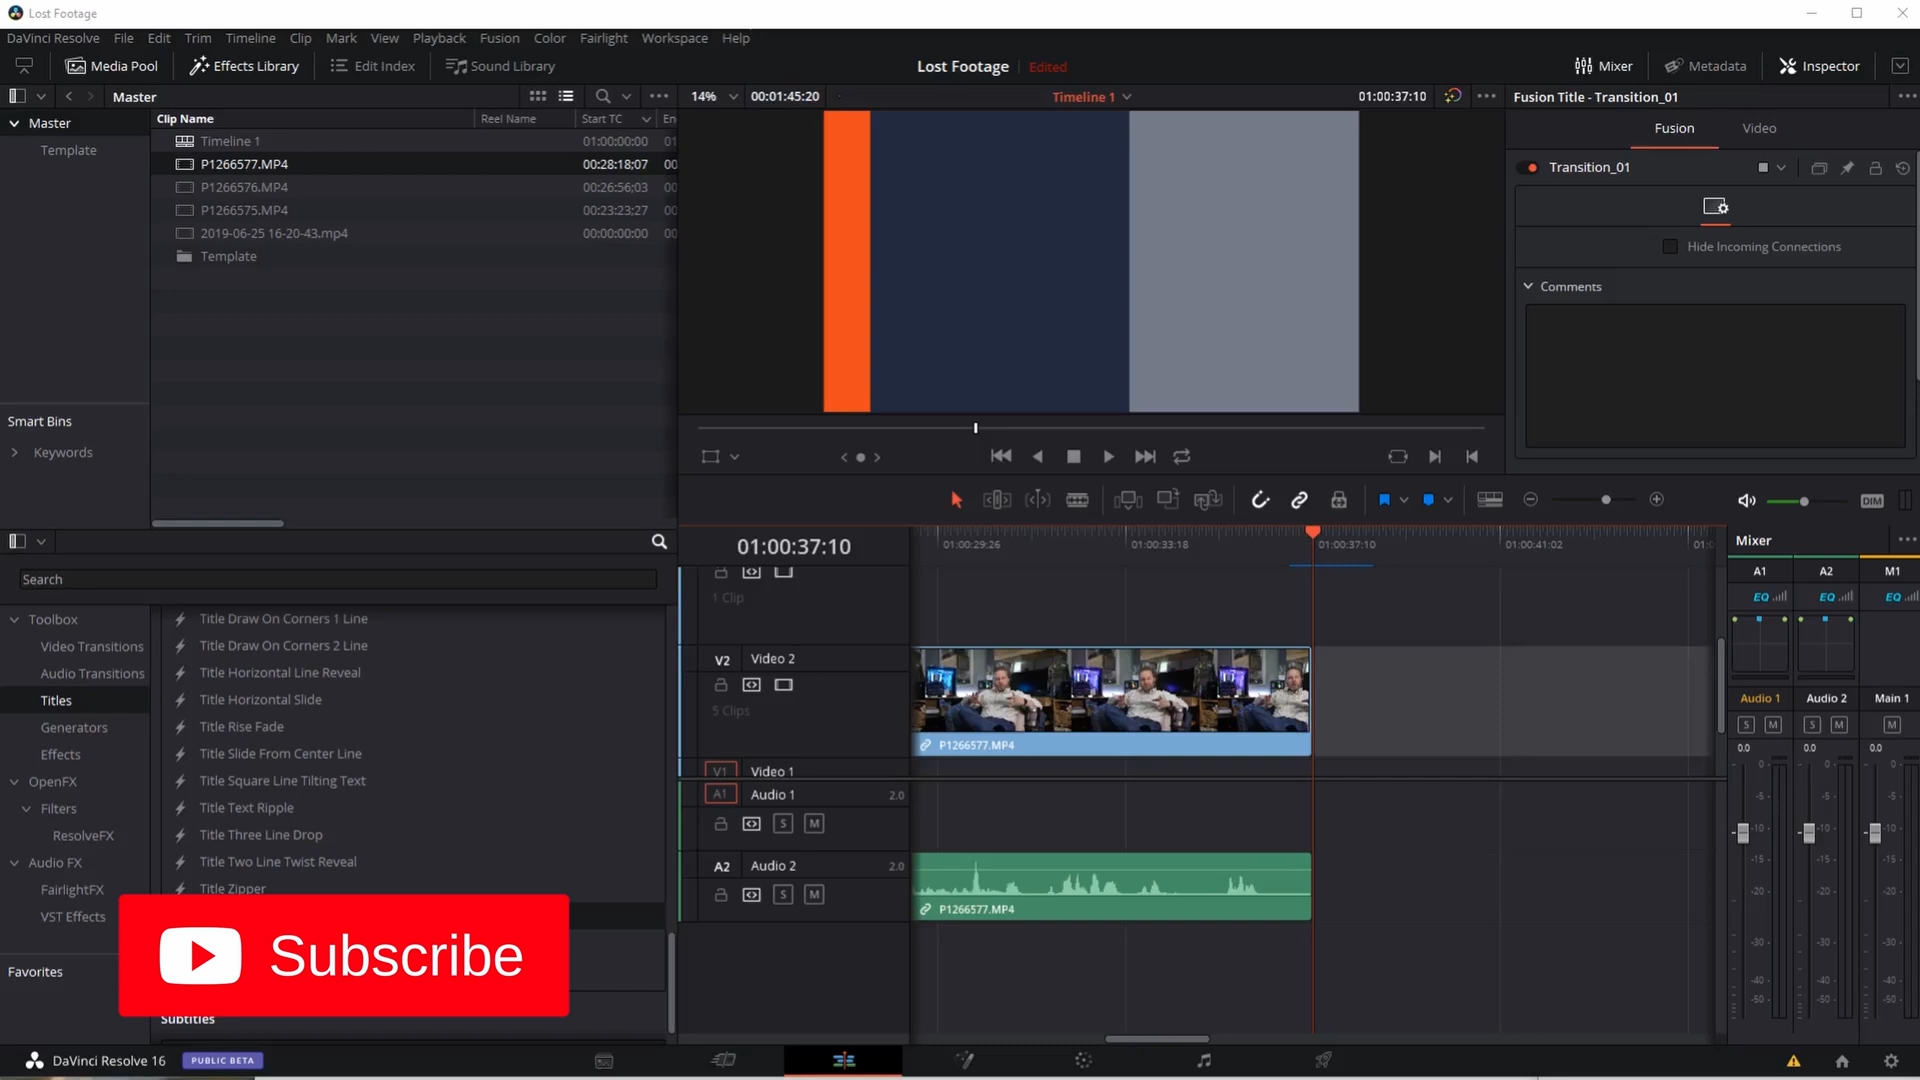 Lost Footage
DaVinci Resolve File Edit Trim Timeline Clip Mark View Playback Fusion Color Fairlight Workspace Help
Media Pool Effects Library Edit Index Sound Library Lost Footage Edited Mixer Metadata Inspector
Master 14% 00:01:45:20 Timeline 1 01:00:37:10 Fusion Title - Transition_01
Master
Template
Clip Name Reel Name Start TC
Timeline 1 01:00:00:00 01
P1266577.MP4 00:28:18;07 00
P1266576.MP4 00:26:56;03 00
P1266575.MP4 00:23:23;27 00
2019-06-25 16-20-43.mp4 00:00:00:00 00
Template
Fusion Video
Transition_01
Hide Incoming Connections
Comments
Smart Bins
Keywords
DIM
Search
Toolbox
Video Transitions
Audio Transitions
Titles
Generators
Effects
OpenFX
Filters
ResolveFX
Audio FX
FairlightFX
VST Effects
Favorites
Title Draw On Corners 1 Line
Title Draw On Corners 2 Line
Title Horizontal Line Reveal
Title Horizontal Slide
Title Rise Fade
Title Slide From Center Line
Title Square Line Tilting Text
Title Text Ripple
Title Three Line Drop
Title Two Line Twist Reveal
Title Zipper
Subscribe
Subtitles
01:00:37:10
01:00:29:26 01:00:33:18 01:00:37:10 01:00:41:02
1 Clip
V2 Video 2
5 Clips
P1266577.MP4
V1 Video 1
A1 Audio 1 2.0
S M
A2 Audio 2 2.0
S M
P1266577.MP4
Mixer
A1 A2 M1
EQ EQ EQ
Audio 1 Audio 2 Main 1
S M S M M
0.0 0.0 0.0
0 0 0
-5 -5 -5
-10 -10 -10
-15 -15 -15
-20 -20 -20
-30 -30 -30
-40 -40 -40
-50 -50 -50
DaVinci Resolve 16 PUBLIC BETA